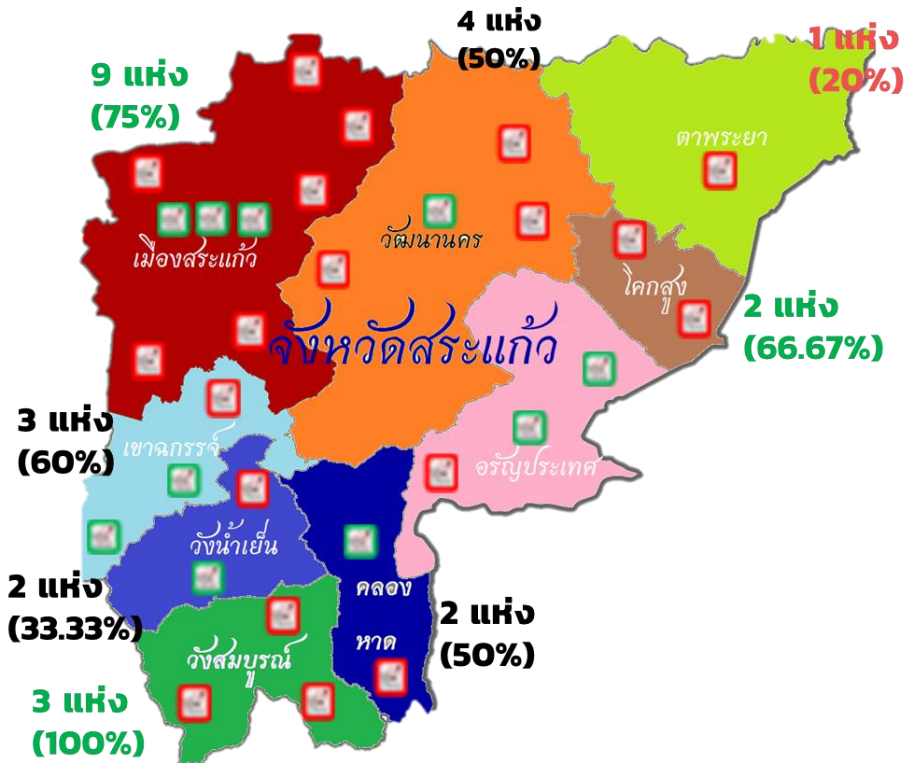 4 แห่ง
(50%)
1 แห่ง
(20%)
9 แห่ง
(75%)
ตาพระยา
วัฒนานคร
เมืองสระแก้ว
โคกสูง
2 แห่ง
(66.67%)
จังหวัดสระแก้ว
3 แห่ง
(60%)
เขาฉกรรจ์
อรัญประเทศ
วังน้ำเย็น
2 แห่ง
(33.33%)
คลอง
หาด
2 แห่ง
(50%)
วังสมบูรณ์
3 แห่ง
(100%)